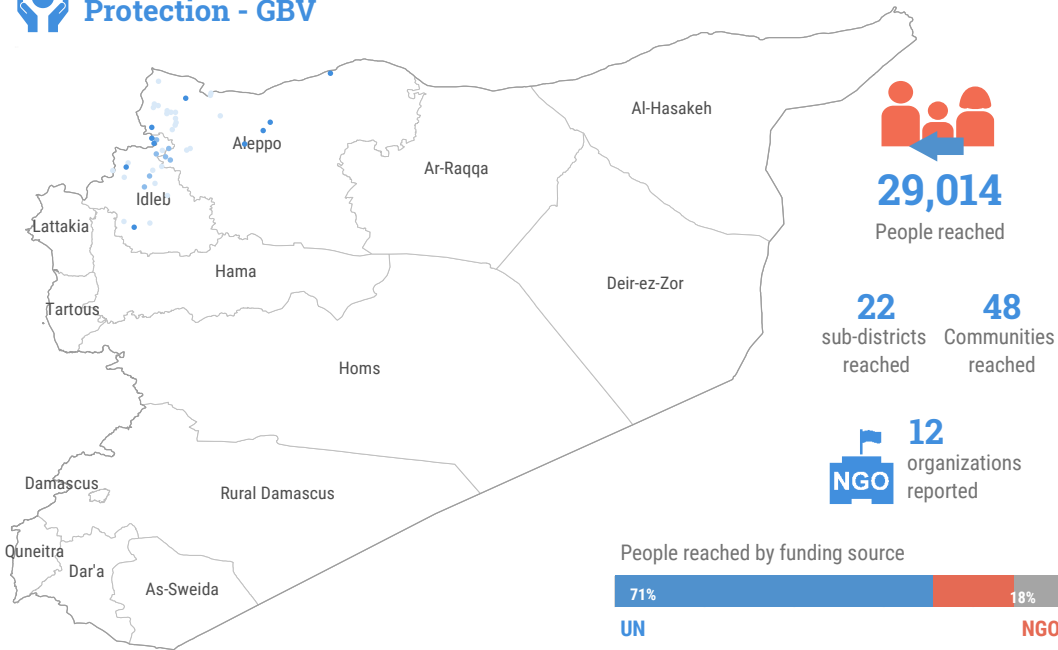 Protection - GBV
Al-Hasakeh
Aleppo
Ar-Raqqa
Idleb
Lattakia
Hama
Deir-ez-Zor
Tartous
Homs
Damascus
Rural Damascus
Quneitra
Dar'a
As-Sweida
29,014
People reached
22
sub-districts
reached
48
Communities
reached
NGO
12
organizations
reported
People reached by funding source
71%
18%
UN
NGO